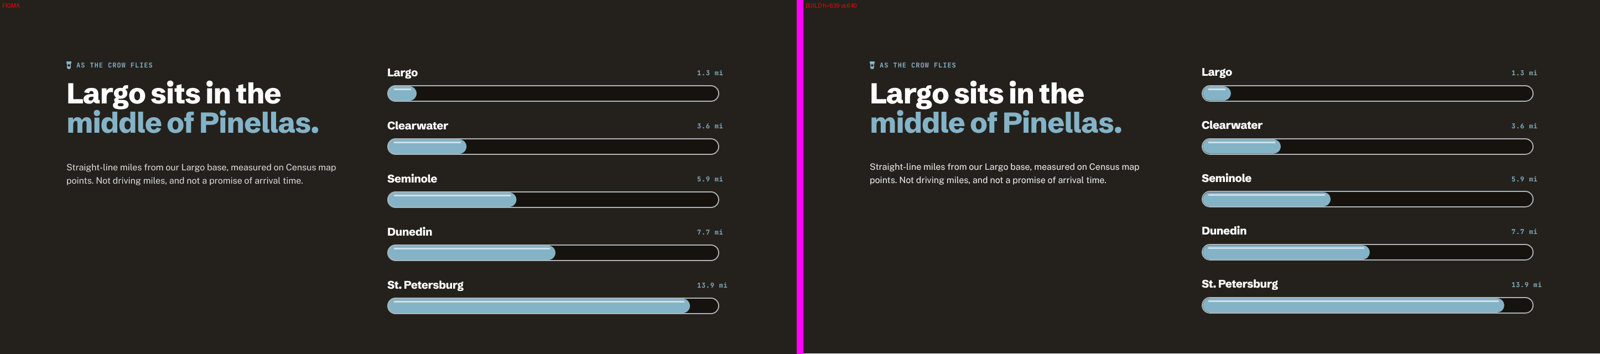 FIGMA
AS THE CROW FLIES
Largo sits in the
middle of Pinellas.
Straight-line miles from our Largo base, measured on Census map
points. Not driving miles, and not a promise of arrival time.
Largo 1.3 mi
Clearwater 3.6 mi
Seminole 5.9 mi
Dunedin 7.7 mi
St. Petersburg 13.9 mi
BUILD h=639 vs 640
AS THE CROW FLIES
Largo sits in the
middle of Pinellas.
Straight-line miles from our Largo base, measured on Census map
points. Not driving miles, and not a promise of arrival time.
Largo 1.3 mi
Clearwater 3.6 mi
Seminole 5.9 mi
Dunedin 7.7 mi
St. Petersburg 13.9 mi